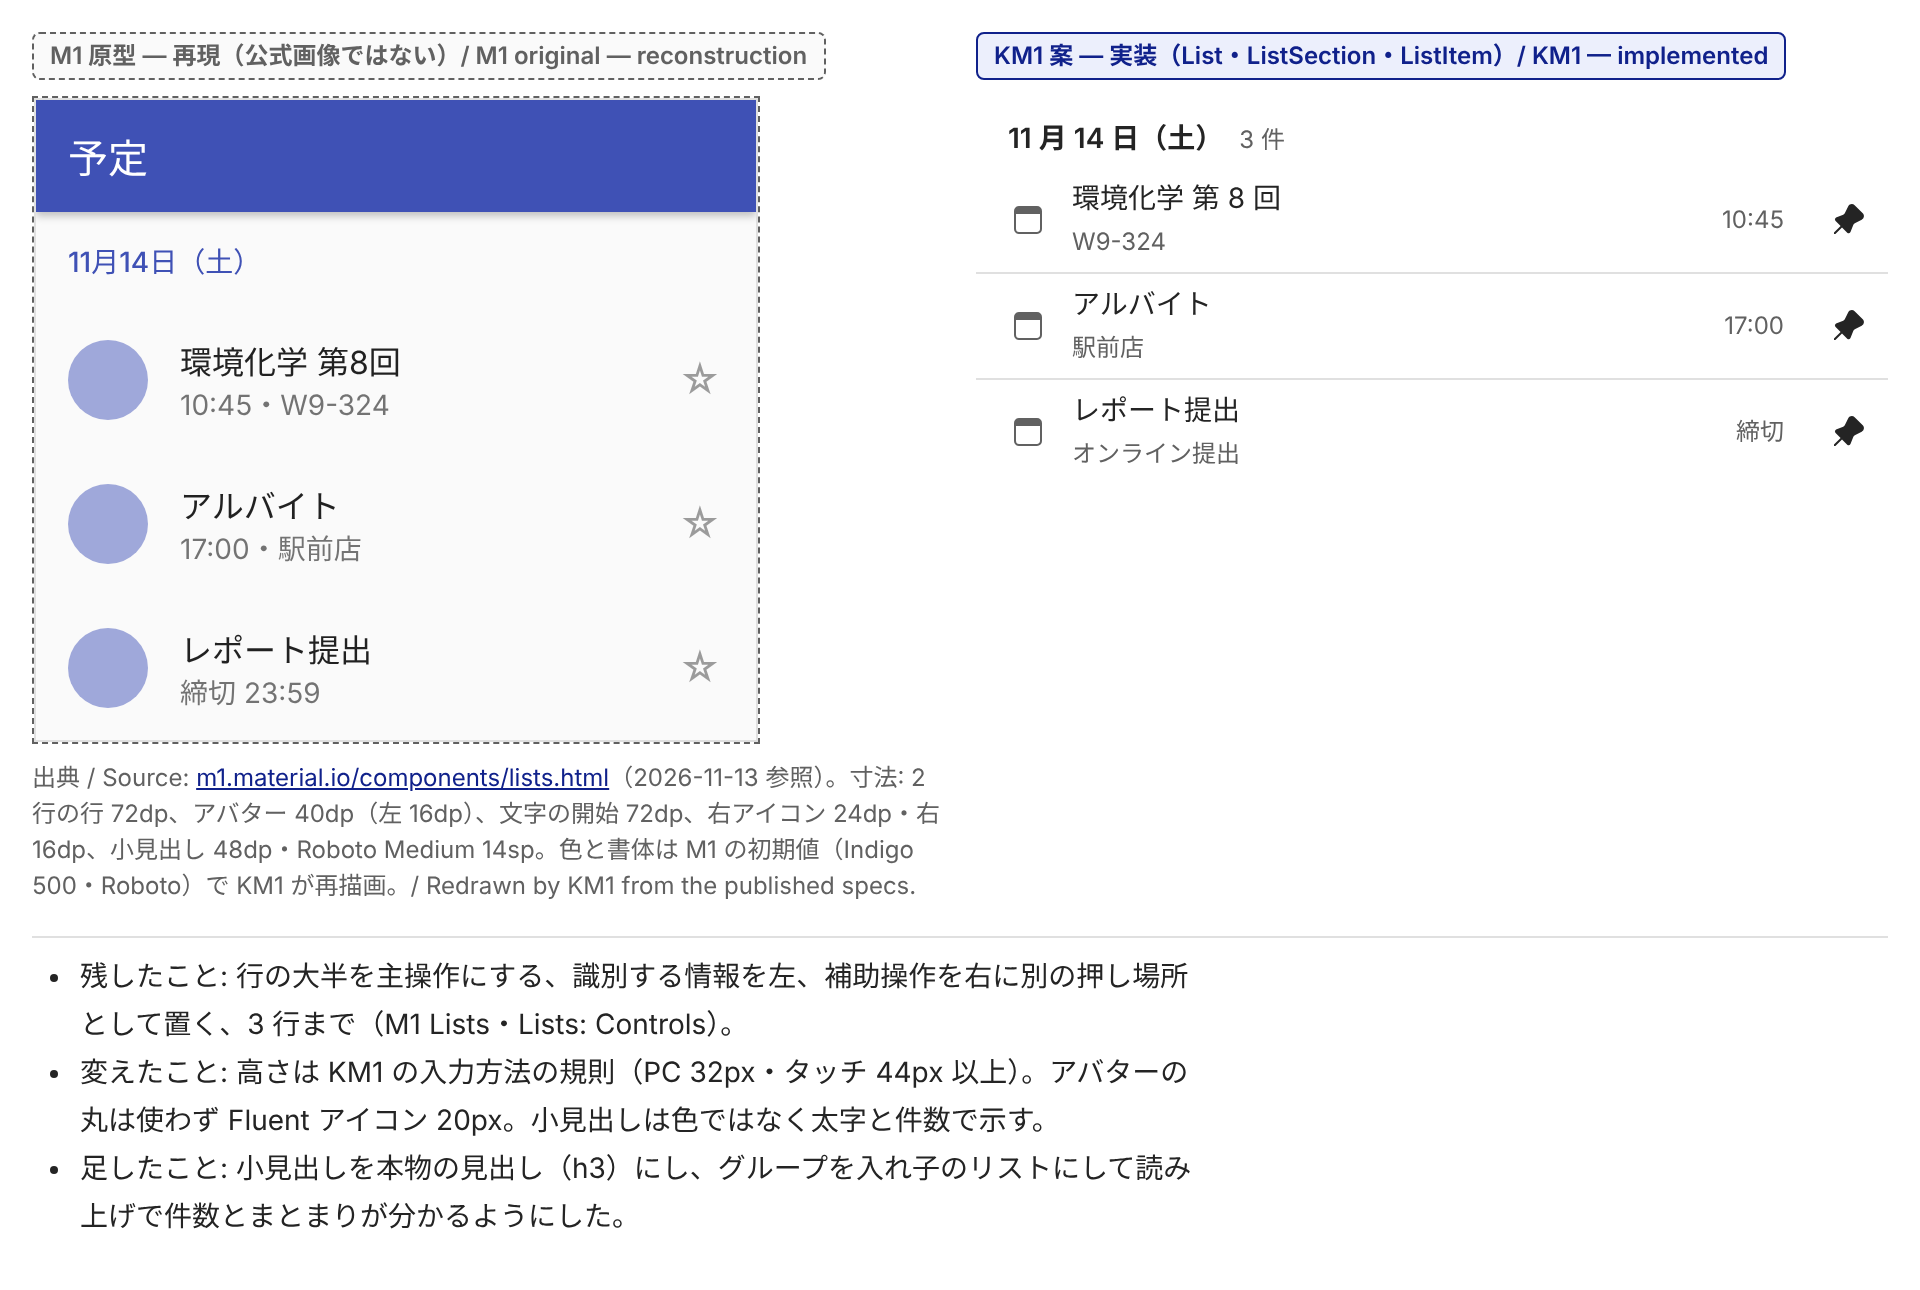 M1 原型 — 再現（公式画像ではない）/ M1 original — reconstruction
予定
11月14日（土）
環境化学 第8回
10:45・W9-324
☆
アルバイト
17:00・駅前店
☆
レポート提出
締切 23:59
☆
出典 / Source: m1.material.io/components/lists.html（2026-11-13 参照）。寸法: 2
行の行 72dp、アバター 40dp（左 16dp）、文字の開始 72dp、右アイコン 24dp・右
16dp、小見出し 48dp・Roboto Medium 14sp。色と書体は M1 の初期値（Indigo
500・Roboto）で KM1 が再描画。/ Redrawn by KM1 from the published specs.
KM1 案 — 実装（List・ListSection・ListItem）/ KM1 — implemented
11 月 14 日（土） 3 件
環境化学 第 8 回
W9-324
10:45
アルバイト
駅前店
17:00
レポート提出
オンライン提出
締切
• 残したこと: 行の大半を主操作にする、識別する情報を左、補助操作を右に別の押し場所
として置く、3 行まで（M1 Lists・Lists: Controls）。
• 変えたこと: 高さは KM1 の入力方法の規則（PC 32px・タッチ 44px 以上）。アバターの
丸は使わず Fluent アイコン 20px。小見出しは色ではなく太字と件数で示す。
• 足したこと: 小見出しを本物の見出し（h3）にし、グループを入れ子のリストにして読み
上げで件数とまとまりが分かるようにした。